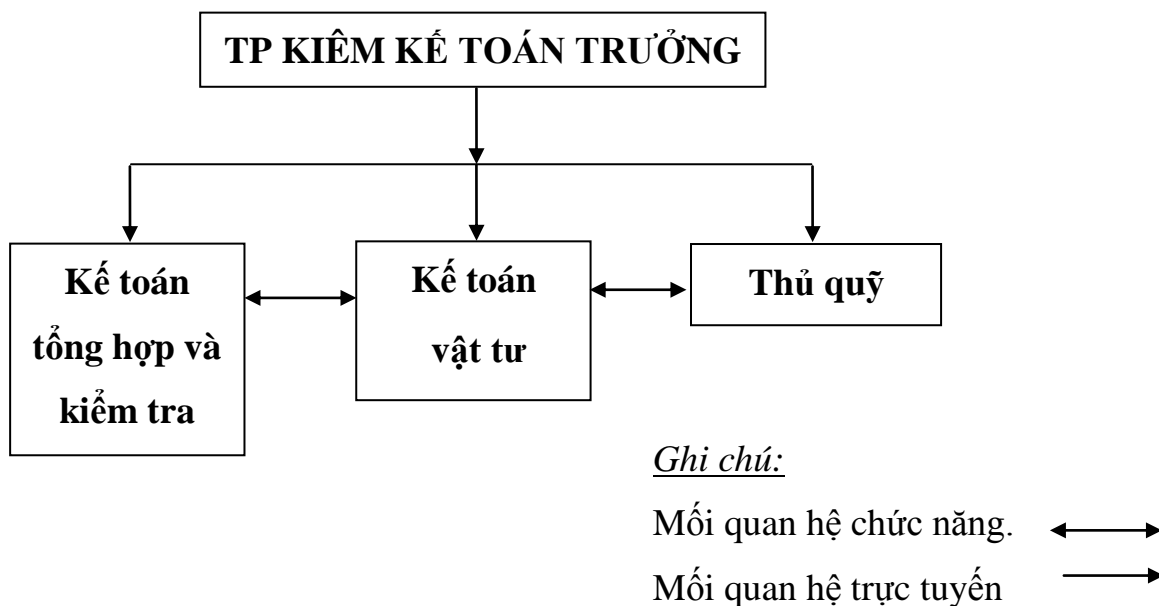 TP KIÊM KẾ TOÁN TRƯỞNG
Kế toán
tổng hợp và
kiểm tra
Kế toán
vật tư
Thủ quỹ
Ghi chú:
Mối quan hệ chức năng.
Mối quan hệ trực tuyến